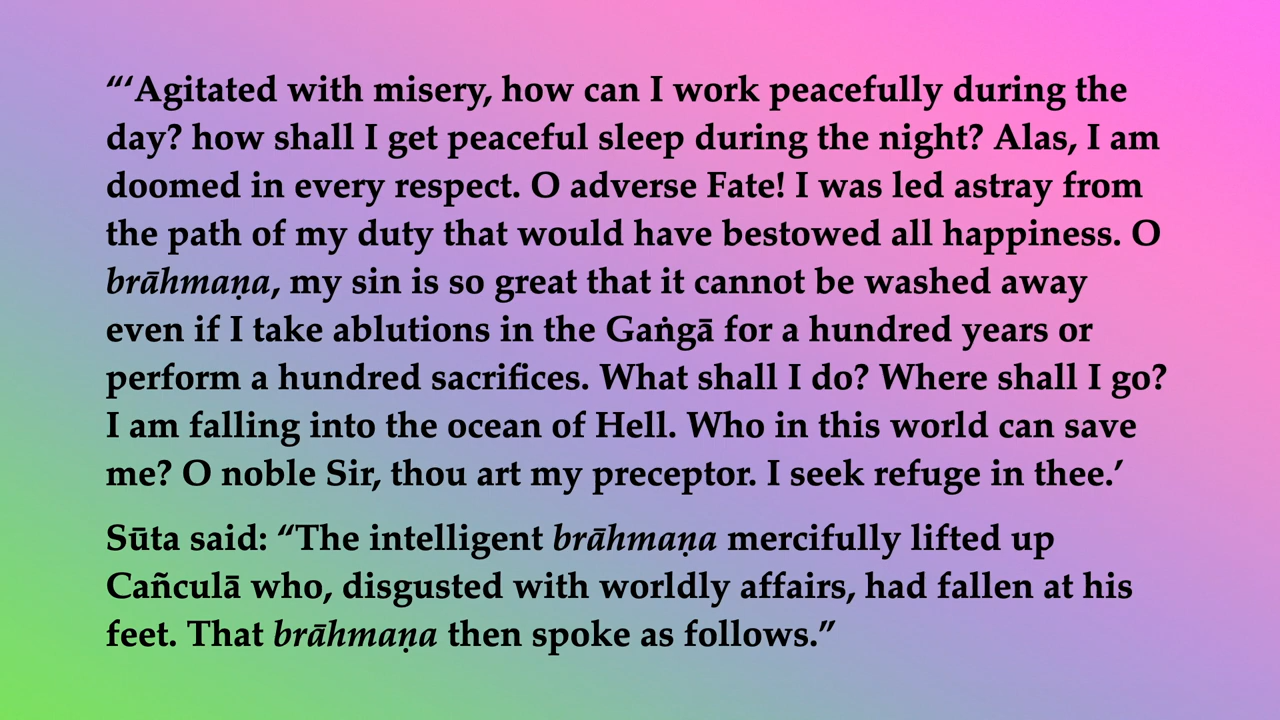 “‘Agitated with misery, how can I work peacefully during the
day? how shall I get peaceful sleep during the night? Alas, I am
doomed in every respect. O adverse Fate! I was led astray from
the path of my duty that would have bestowed all happiness. O
brāhmaṇa, my sin is so great that it cannot be washed away
even if I take ablutions in the Gaṅgā for a hundred years or
perform a hundred sacrifices. What shall I do? Where shall I go?
I am falling into the ocean of Hell. Who in this world can save
me? O noble Sir, thou art my preceptor. I seek refuge in thee.’
Sūta said: “The intelligent brāhmaṇa mercifully lifted up
Cañculā who, disgusted with worldly affairs, had fallen at his
feet. That brāhmaṇa then spoke as follows.”